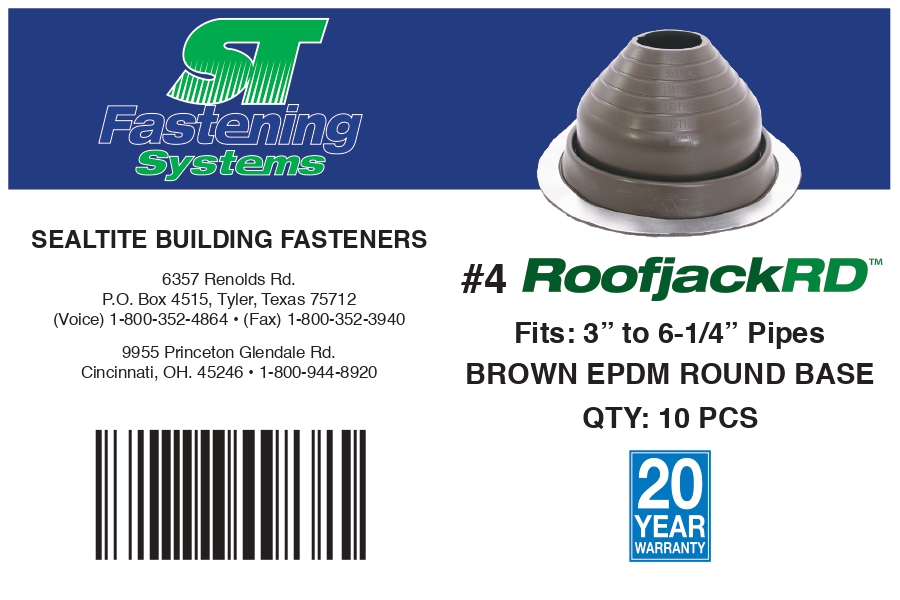 ST
Fastening
Systems
SEALTITE BUILDING FASTENERS
6357 Renolds Rd.
P.O. Box 4515, Tyler, Texas 75712
(Voice) 1-800-352-4864 • (Fax) 1-800-352-3940
9955 Princeton Glendale Rd.
Cincinnati, OH. 45246 • 1-800-944-8920
#4 RoofjackRD™
Fits: 3” to 6-1/4” Pipes
BROWN EPDM ROUND BASE
QTY: 10 PCS
20
YEAR
WARRANTY